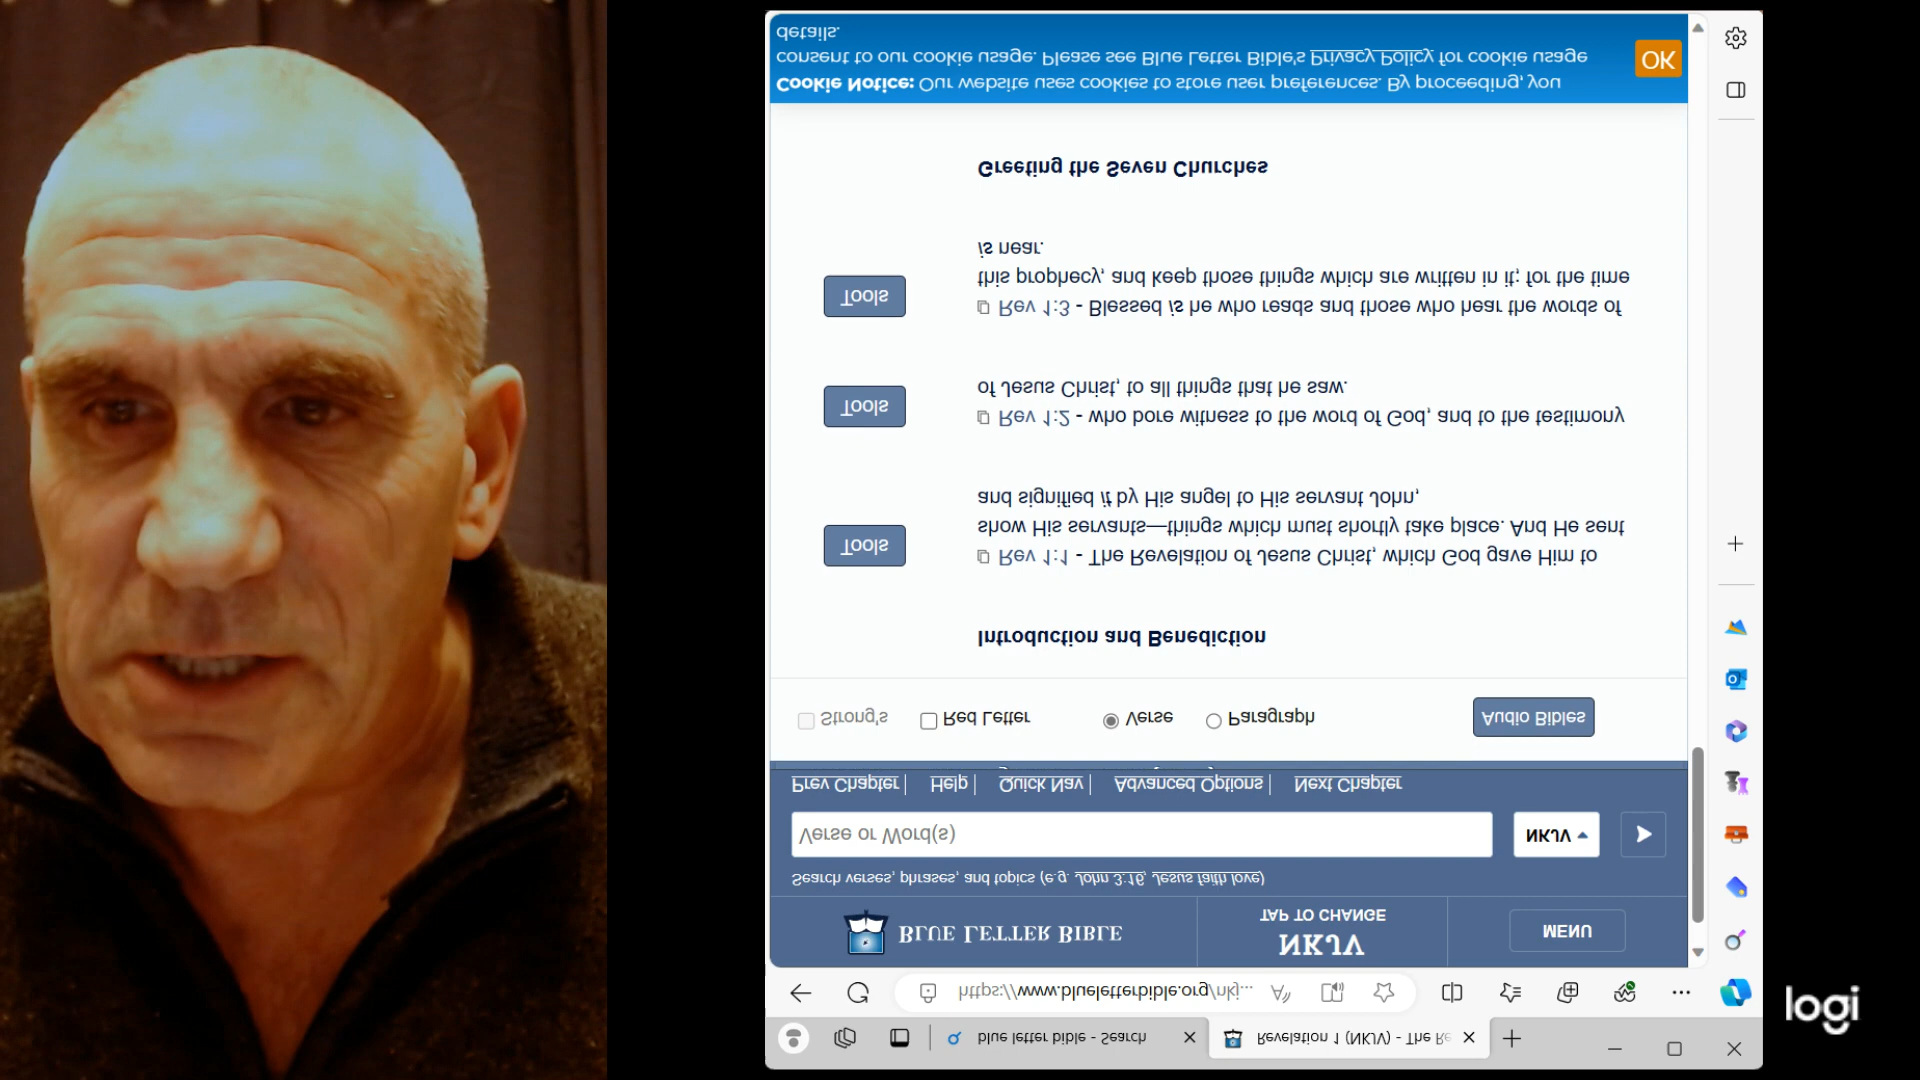 blue letter bible - Search
Revelation 1 (NKJV) - The Re
https://www.blueletterbible.org/nkj...
BLUE LETTER BIBLE
NKJV
TAP TO CHANGE
MENU
Search verses, phrases, and topics (e.g. John 3:16, Jesus faith love)
Verse or Word(s)
NKJV
Prev Chapter | Help | Quick Nav | Advanced Options | Next Chapter
Strong's
Red Letter
Verse
Paragraph
Audio Bibles
Introduction and Benediction
Tools
Rev 1:1 - The Revelation of Jesus Christ, which God gave Him to
show His servants—things which must shortly take place. And He sent
and signified it by His angel to His servant John,
Tools
Rev 1:2 - who bore witness to the word of God, and to the testimony
of Jesus Christ, to all things that he saw.
Tools
Rev 1:3 - Blessed is he who reads and those who hear the words of
this prophecy, and keep those things which are written in it; for the time
is near.
Greeting the Seven Churches
Cookie Notice: Our website uses cookies to store user preferences. By proceeding, you
consent to our cookie usage. Please see Blue Letter Bible's Privacy Policy for cookie usage
details.
OK
logi